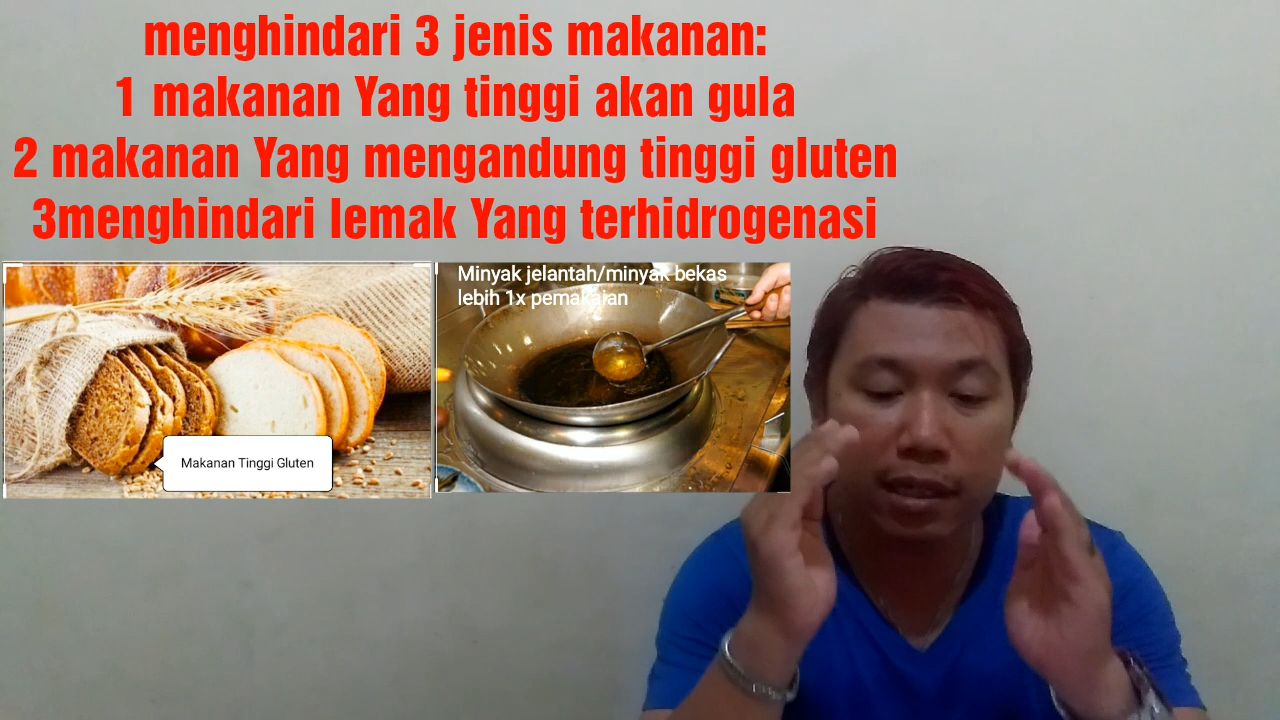 menghindari 3 jenis makanan:
1 makanan Yang tinggi akan gula
2 makanan Yang mengandung tinggi gluten
3menghindari lemak Yang terhidrogenasi
Minyak jelantah/minyak bekas
lebih 1x pemakaian
Makanan Tinggi Gluten